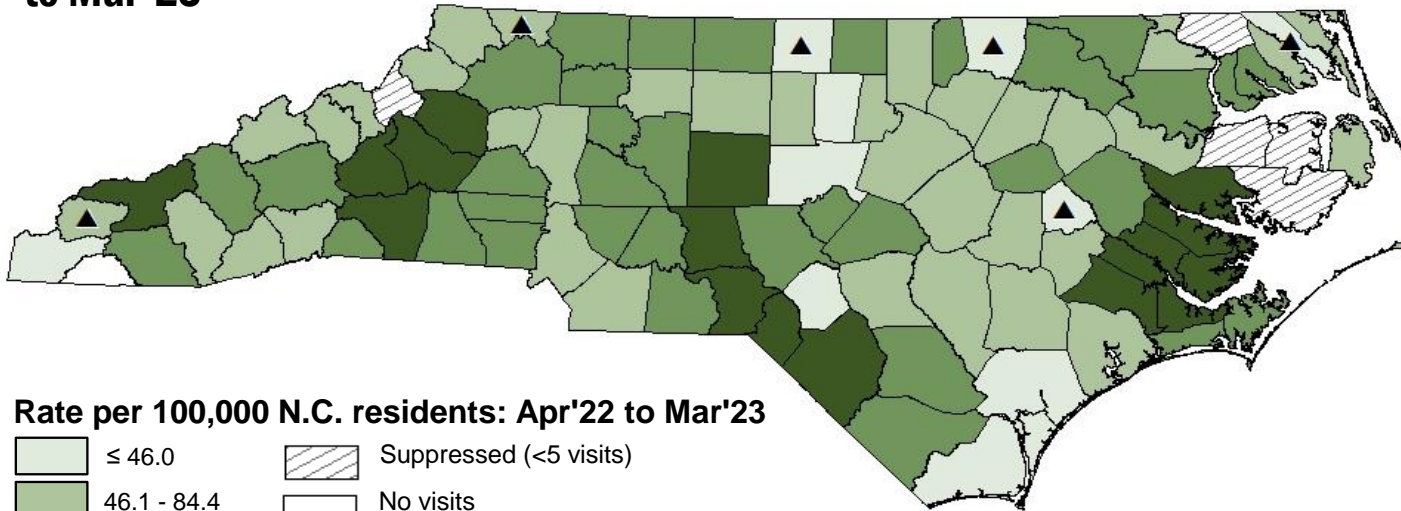 to Mar'23
Rate per 100,000 N.C. residents: Apr'22 to Mar'23
≤ 46.0
Suppressed (<5 visits)
46.1 - 84.4
No visits